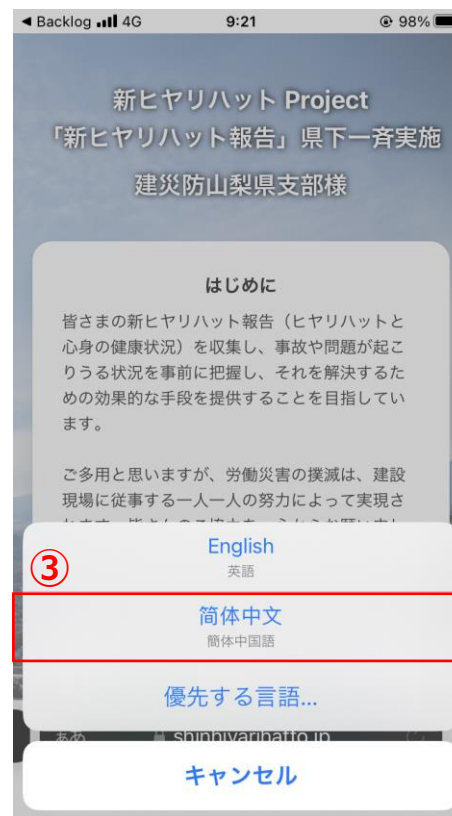 ◀ Backlog 4G 9:21 98%
新ヒヤリハット Project
「新ヒヤリハット報告」県下一斉実施
建災防山梨県支部様
はじめに
皆さまの新ヒヤリハット報告（ヒヤリハットと
心身の健康状況）を収集し、事故や問題が起こ
りうる状況を事前に把握し、それを解決するた
めの効果的な手段を提供することを目指してい
ます。
ご多用と思いますが、労働災害の撲滅は、建設
現場に従事する一人一人の努力によって実現さ
③
English
英語
简体中文
簡体中国語
優先する言語...
ああ shinhiyarihatto.jp
キャンセル